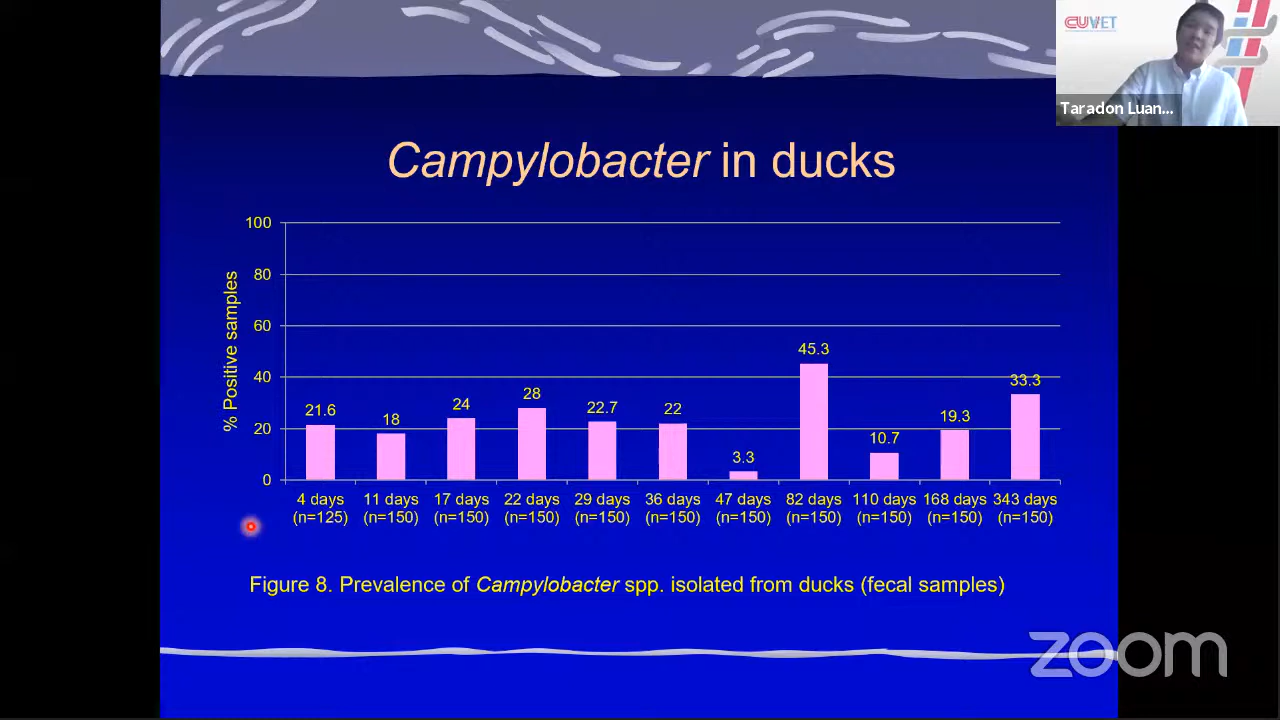 CUVET
Taradon Luan...
Campylobacter in ducks
% Positive samples
100
80
60
40
20
0
21.6
18
24
28
22.7
22
3.3
45.3
10.7
19.3
33.3
4 days 11 days 17 days 22 days 29 days 36 days 47 days 82 days 110 days 168 days 343 days
(n=125) (n=150) (n=150) (n=150) (n=150) (n=150) (n=150) (n=150) (n=150) (n=150) (n=150)
Figure 8. Prevalence of Campylobacter spp. isolated from ducks (fecal samples)
zoom